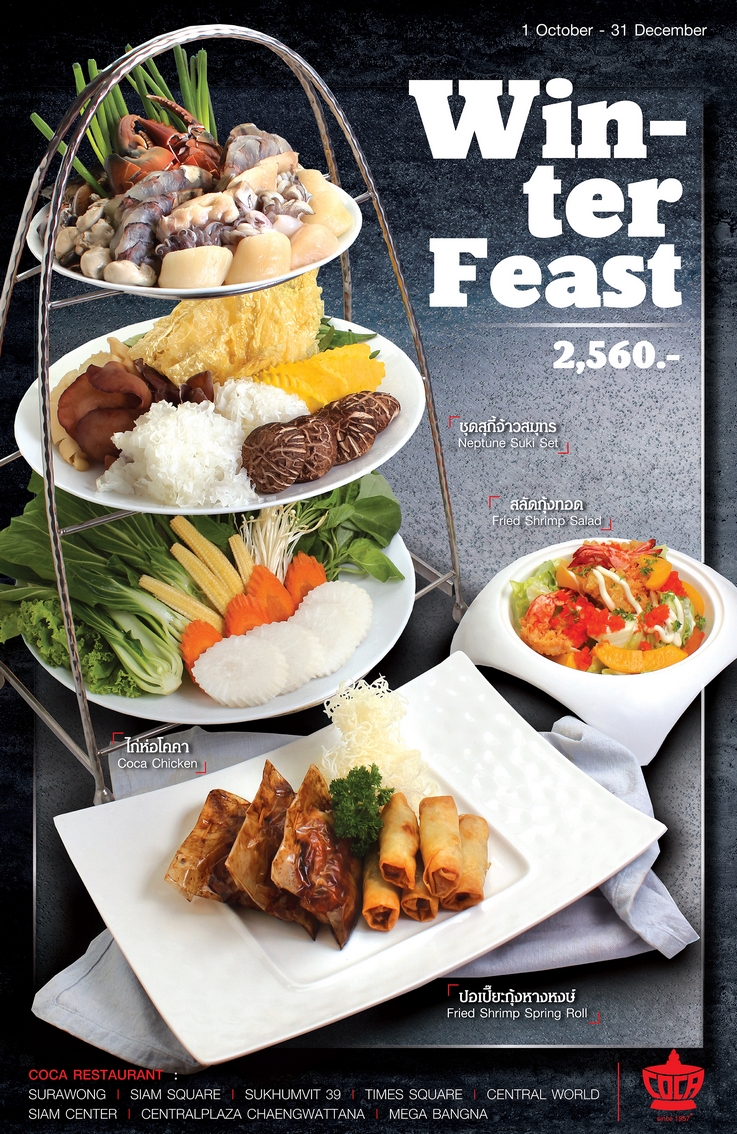 1 October - 31 December
Win-
ter
Feast
2,560.-
ชุดสุกี้จ้าวสมุทร
Neptune Suki Set
สลัดกุ้งทอด
Fried Shrimp Salad
ไก่ห่อโคคา
Coca Chicken
ปอเปี๊ยะกุ้งหางหงษ์
Fried Shrimp Spring Roll
COCA RESTAURANT :
SURAWONG | SIAM SQUARE | SUKHUMVIT 39 | TIMES SQUARE | CENTRAL WORLD
SIAM CENTER | CENTRALPLAZA CHAENGWATTANA | MEGA BANGNA
COCA
since 1957